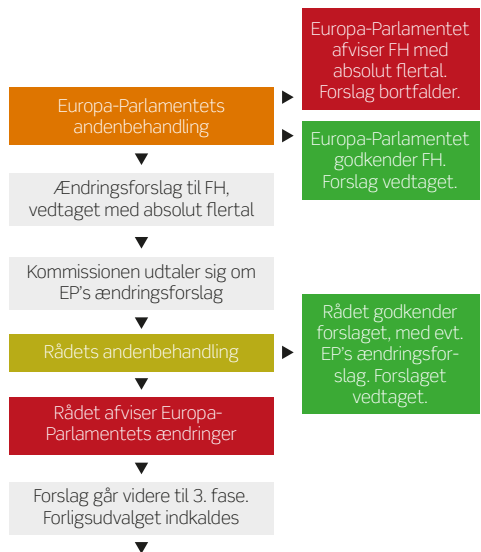 Europa-Parlamentet
afviser FH med
absolut flertal.
Forslag bortfalder.
Europa-Parlamentets
andenbehandling
Europa-Parlamentet
godkender FH.
Forslag vedtaget.
Ændringsforslag til FH,
vedtaget med absolut flertal
Kommissionen udtaler sig om
EP's ændringsforslag
Rådets andenbehandling
Rådet godkender
forslaget, med evt.
EP's ændringsfor-
slag. Forslaget
vedtaget.
Rådet afviser Europa-
Parlamentets ændringer
Forslag går videre til 3. fase.
Forligsudvalget indkaldes